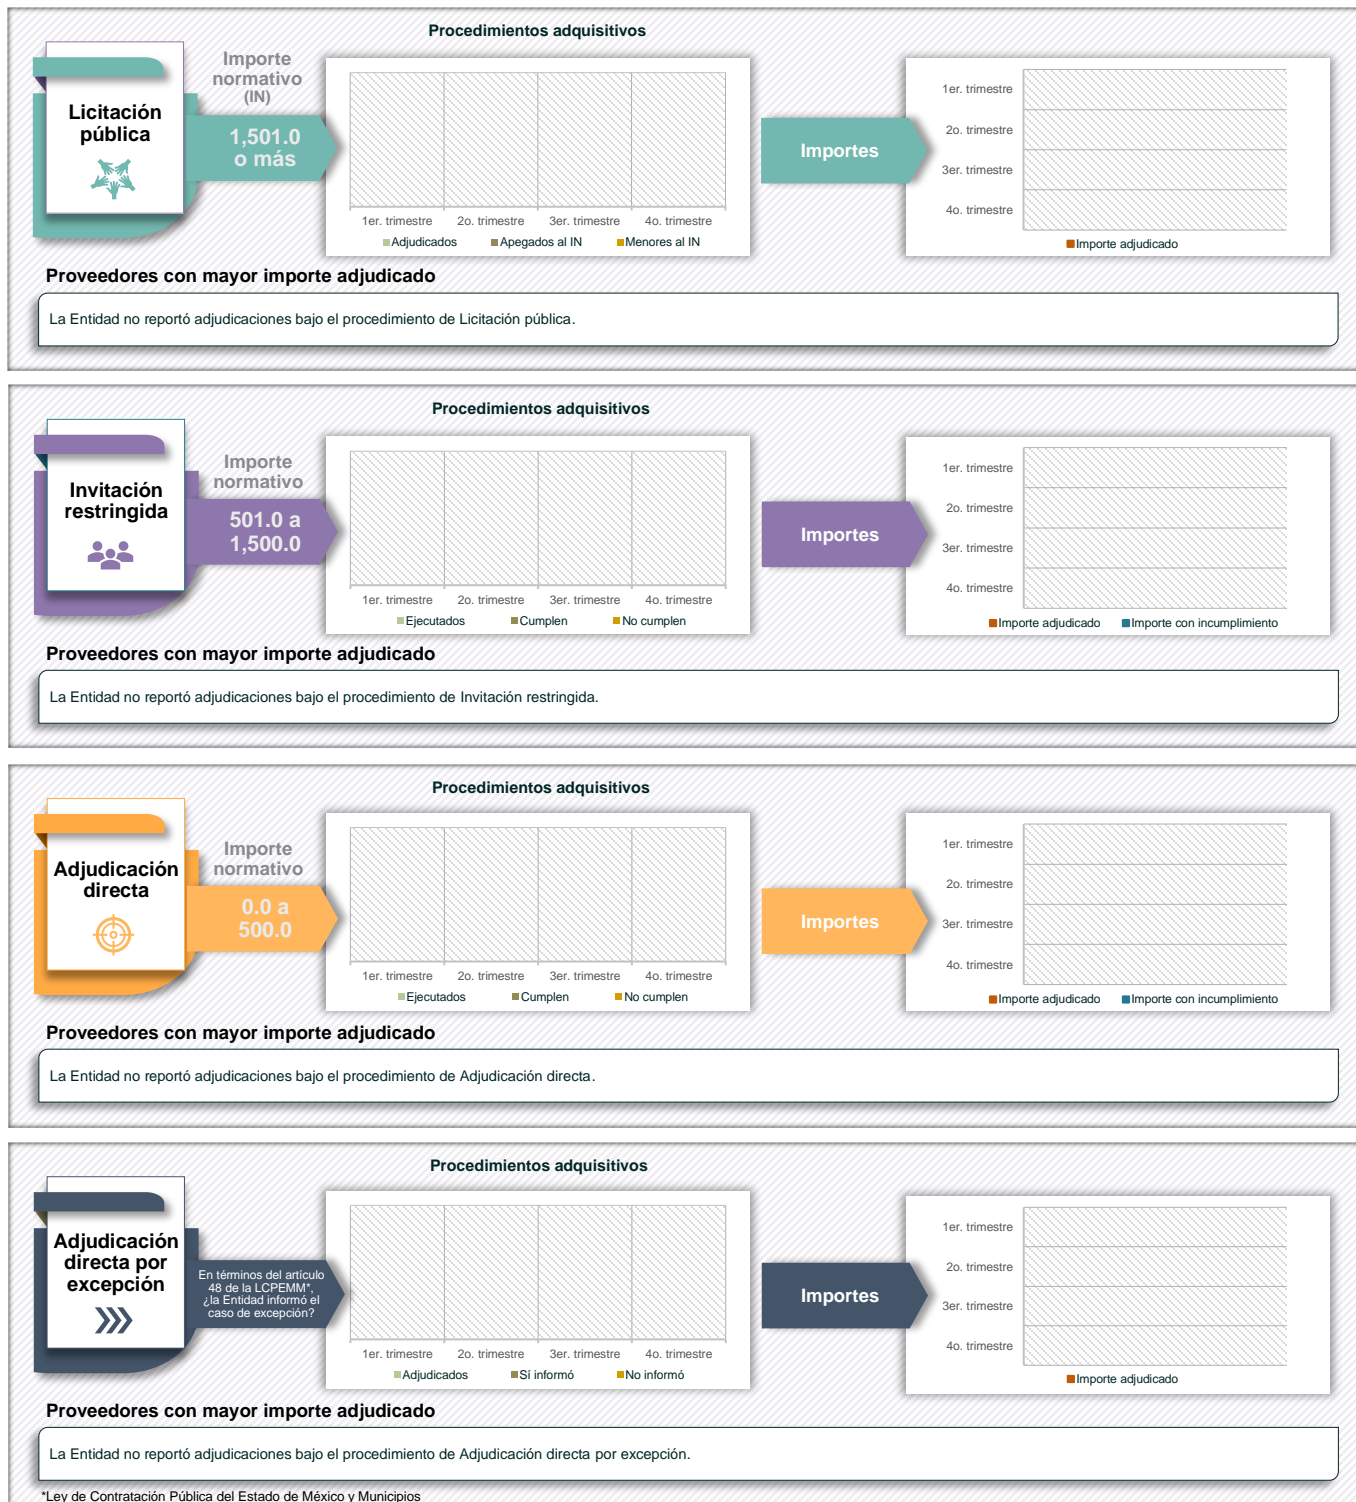 Procedimientos adquisitivos
Importe
normativo
(IN)
Licitación
pública
1,501.0
o más
1er. trimestre 2o. trimestre 3er. trimestre 4o. trimestre
Adjudicados Apegados al IN Menores al IN
Importes
1er. trimestre
2o. trimestre
3er. trimestre
4o. trimestre
Importe adjudicado
Proveedores con mayor importe adjudicado
La Entidad no reportó adjudicaciones bajo el procedimiento de Licitación pública.
Procedimientos adquisitivos
Importe
normativo
Invitación
restringida
501.0 a
1,500.0
1er. trimestre 2o. trimestre 3er. trimestre 4o. trimestre
Ejecutados Cumplen No cumplen
Importes
1er. trimestre
2o. trimestre
3er. trimestre
4o. trimestre
Importe adjudicado Importe con incumplimiento
Proveedores con mayor importe adjudicado
La Entidad no reportó adjudicaciones bajo el procedimiento de Invitación restringida.
Procedimientos adquisitivos
Importe
normativo
Adjudicación
directa
0.0 a
500.0
1er. trimestre 2o. trimestre 3er. trimestre 4o. trimestre
Ejecutados Cumplen No cumplen
Importes
1er. trimestre
2o. trimestre
3er. trimestre
4o. trimestre
Importe adjudicado Importe con incumplimiento
Proveedores con mayor importe adjudicado
La Entidad no reportó adjudicaciones bajo el procedimiento de Adjudicación directa.
Procedimientos adquisitivos
Adjudicación
directa por
excepción
En términos del artículo
48 de la LCPEMM*,
¿la Entidad informó el
caso de excepción?
1er. trimestre 2o. trimestre 3er. trimestre 4o. trimestre
Adjudicados Sí informó No informó
Importes
1er. trimestre
2o. trimestre
3er. trimestre
4o. trimestre
Importe adjudicado
Proveedores con mayor importe adjudicado
La Entidad no reportó adjudicaciones bajo el procedimiento de Adjudicación directa por excepción.
*Ley de Contratación Pública del Estado de México y Municipios